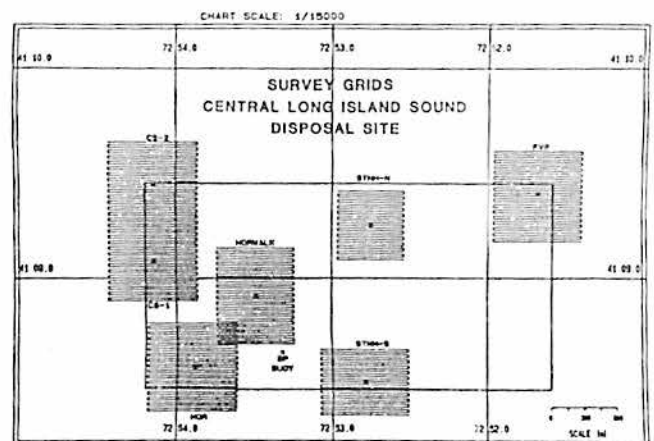 CHART SCALE: 1/15000
72 54.0 72 53.0 72 52.0
41 10.0 41 10.0
SURVEY GRIDS
CENTRAL LONG ISLAND SOUND
DISPOSAL SITE
CS-2 FVP
STNH-N
NORWALK
41 09.0 41 09.0
CS-1
STNH-S
SP
BUOY
MQR
72 54.0 72 53.0 72 52.0
SCALE (m)